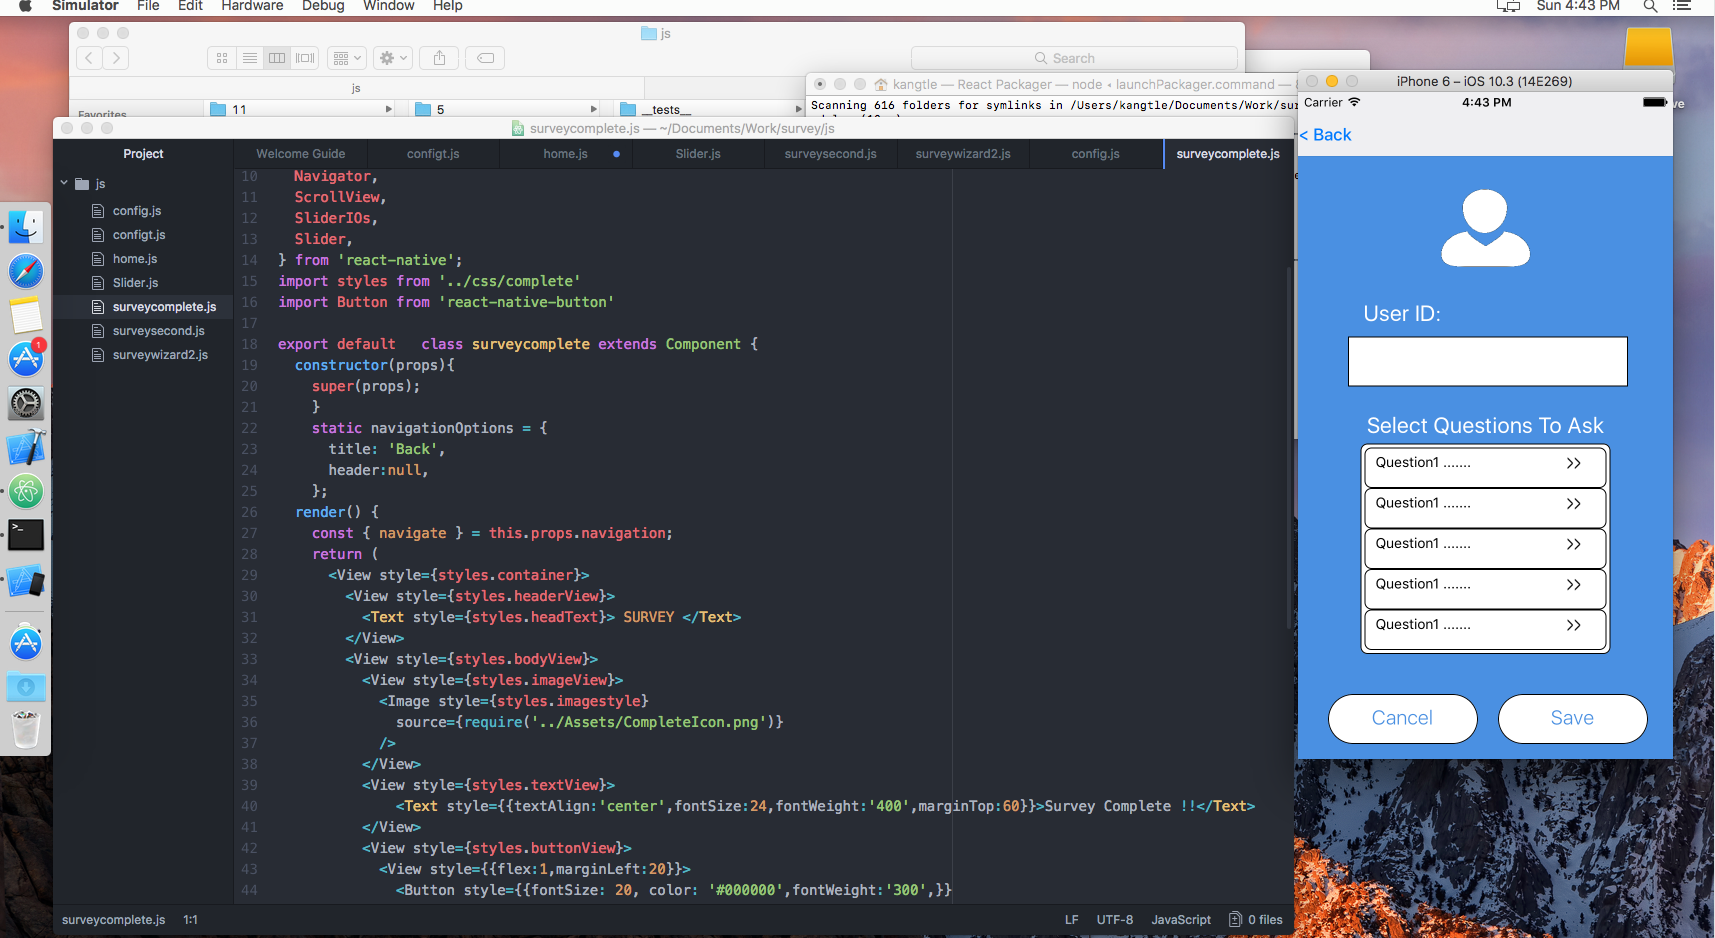 Simulator File Edit Hardware Debug Window Help Sun 4:43 PM
js
Search
js
Favorites
11
5
__tests__
kangtle — React Packager — node ◂ launchPackager.command —
Scanning 616 folders for symlinks in /Users/kangtle/Documents/Work/sur
surveycomplete.js — ~/Documents/Work/survey/js
Project
Welcome Guide configt.js home.js Slider.js surveysecond.js surveywizard2.js config.js surveycomplete.js
js
config.js
configt.js
home.js
Slider.js
surveycomplete.js
surveysecond.js
surveywizard2.js
1
10 Navigator,
11 ScrollView,
12 SliderIOs,
13 Slider,
14 } from 'react-native';
15 import styles from '../css/complete'
16 import Button from 'react-native-button'
17
18 export default   class surveycomplete extends Component {
19 constructor(props){
20 super(props);
21 }
22 static navigationOptions = {
23 title: 'Back',
24 header:null,
25 };
26 render() {
27 const { navigate } = this.props.navigation;
28 return (
29 <View style={styles.container}>
30 <View style={styles.headerView}>
31 <Text style={styles.headText}> SURVEY </Text>
32 </View>
33 <View style={styles.bodyView}>
34 <View style={styles.imageView}>
35 <Image style={styles.imagestyle}
36 source={require('../Assets/CompleteIcon.png')}
37 />
38 </View>
39 <View style={styles.textView}>
40 <Text style={{textAlign:'center',fontSize:24,fontWeight:'400',marginTop:60}}>Survey Complete !!</Text>
41 </View>
42 <View style={styles.buttonView}>
43 <View style={{flex:1,marginLeft:20}}>
44 <Button style={{fontSize: 20, color: '#000000',fontWeight:'300',}}
surveycomplete.js 1:1 LF UTF-8 JavaScript 0 files
iPhone 6 – iOS 10.3 (14E269)
Carrier 4:43 PM
< Back
User ID:
Select Questions To Ask
Question1 ....... >>
Question1 ....... >>
Question1 ....... >>
Question1 ....... >>
Question1 ....... >>
Cancel Save